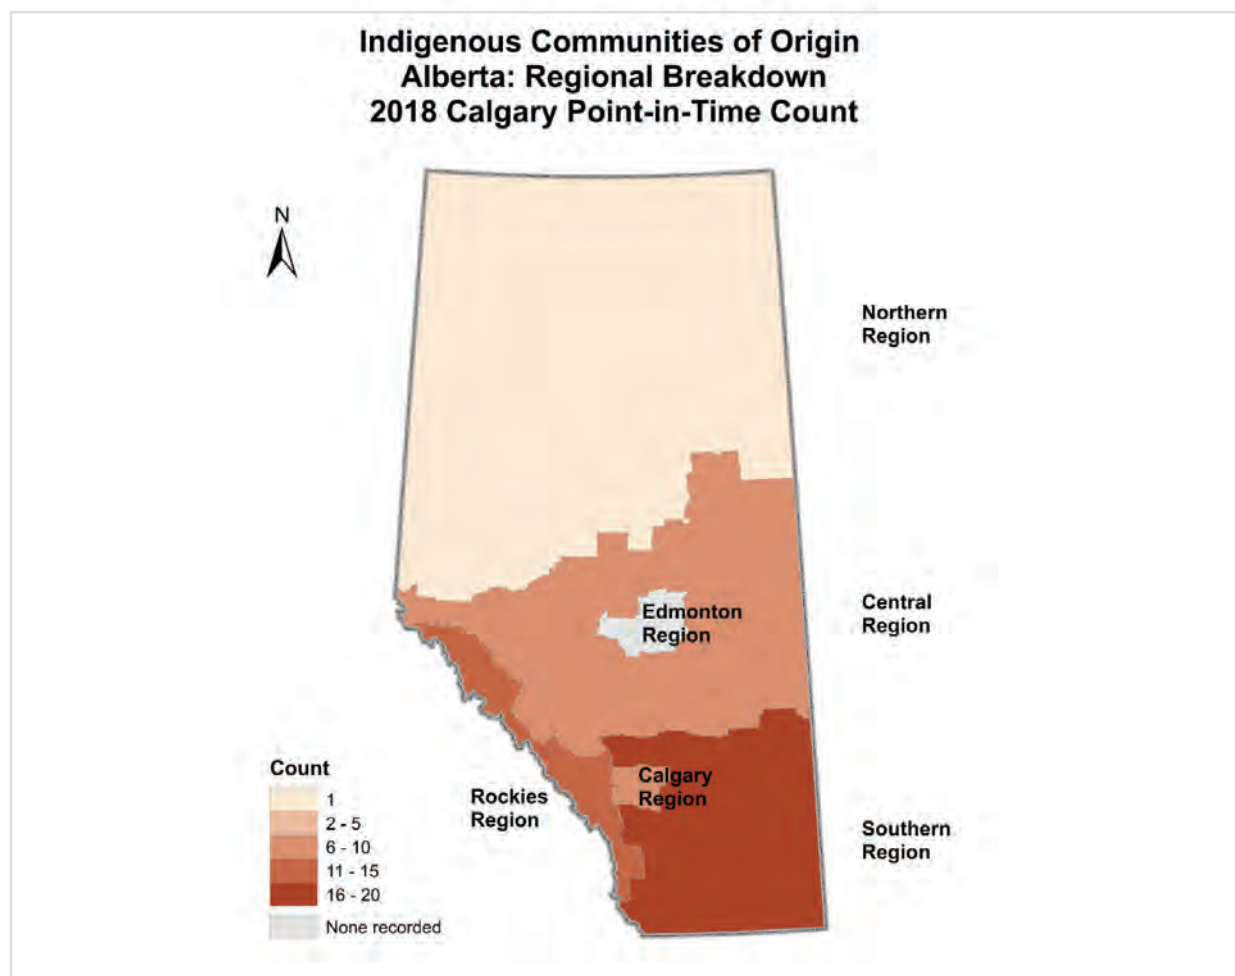 Indigenous Communities of Origin
Alberta: Regional Breakdown
2018 Calgary Point-in-Time Count
N
Northern
Region
Edmonton
Region
Central
Region
Calgary
Region
Rockies
Region
Southern
Region
Count
1
2 - 5
6 - 10
11 - 15
16 - 20
None recorded